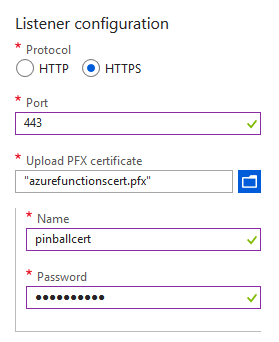 Listener configuration
* Protocol
HTTP HTTPS
* Port
443
* Upload PFX certificate
"azurefunctionscert.pfx"
* Name
pinballcert
* Password
●●●●●●●●●●